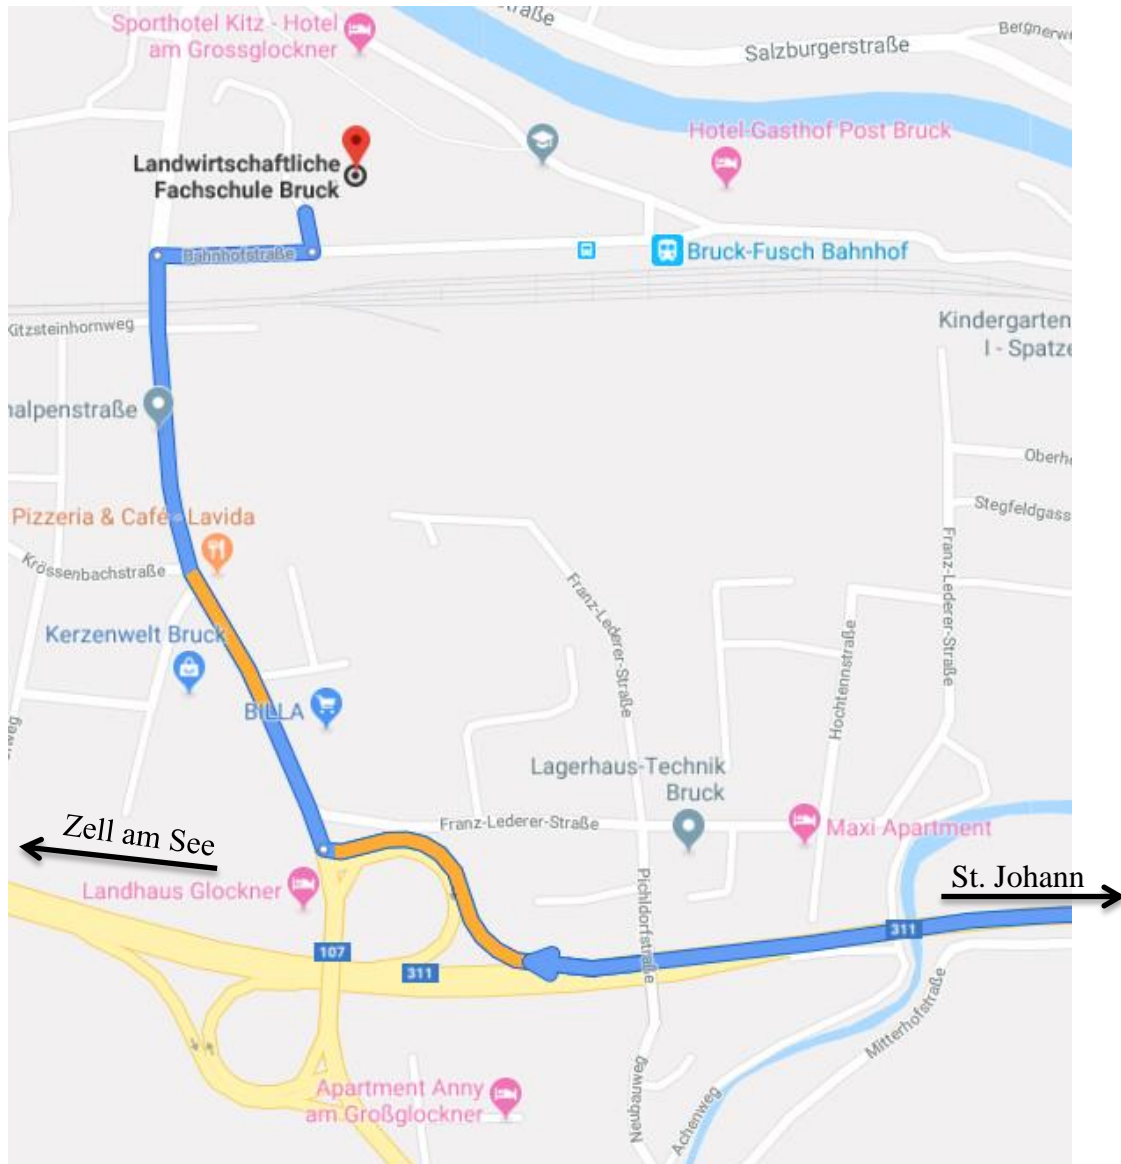 Sporthotel Kitz - Hotel
am Grossglockner
Salzburgerstraße
Hotel-Gasthof Post Bruck
Landwirtschaftliche
Fachschule Bruck
Bahnhofstraße
Bruck-Fusch Bahnhof
Kitzsteinhornweg
Kindergarten
I - Spatze
nalpenstraße
Oberh
Stegfeldgass
Pizzeria & Café Lavida
Krössenbachstraße
Franz-Lederer-Straße
Franz-Lederer-Straße
Kerzenwelt Bruck
Hochtennstraße
BILLA
Lagerhaus-Technik
Bruck
Franz-Lederer-Straße
Maxi Apartment
Zell am See
St. Johann
Landhaus Glockner
Pichldorfstraße
311
107
311
Mitterhofstraße
Apartment Anny
am Großglockner
Neugauweg
Achenweg